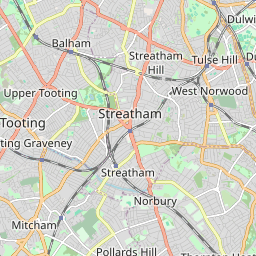 Dulwi
Balham
Streatham
Hill
Tulse Hill
Upper Tooting
West Norwood
Streatham
Tooting
ting Graveney
Streatham
Norbury
Mitcham
Pollards Hill